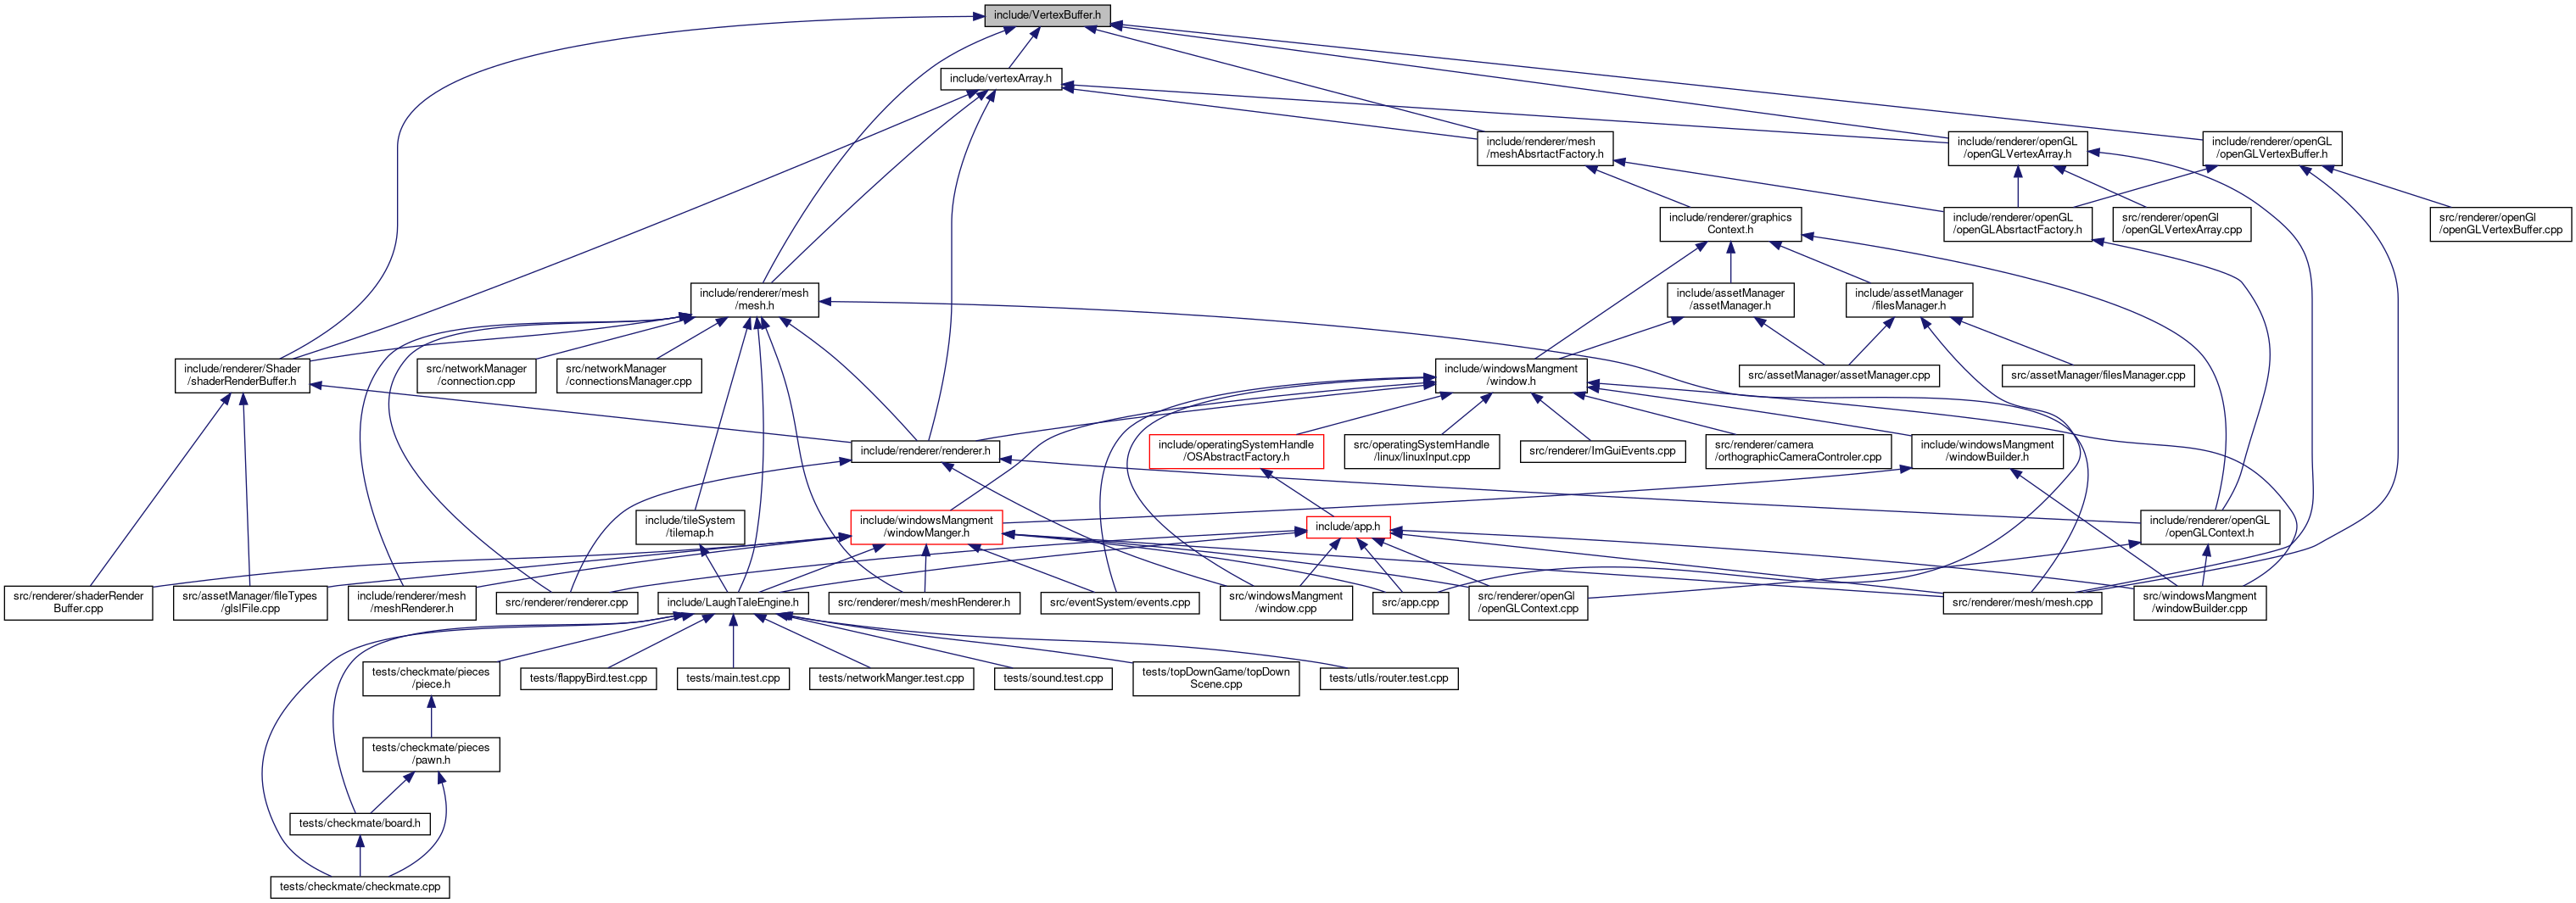 include/VertexBuffer.h
include/vertexArray.h
include/renderer/mesh
/meshAbsrtactFactory.h
include/renderer/openGL
/openGLVertexArray.h
include/renderer/openGL
/openGLVertexBuffer.h
include/renderer/graphics
Context.h
include/renderer/openGL
/openGLAbsrtactFactory.h
src/renderer/openGl
/openGLVertexArray.cpp
src/renderer/openGl
/openGLVertexBuffer.cpp
include/renderer/mesh
/mesh.h
include/assetManager
/assetManager.h
include/assetManager
/filesManager.h
include/renderer/Shader
/shaderRenderBuffer.h
src/networkManager
/connection.cpp
src/networkManager
/connectionsManager.cpp
include/windowsMangment
/window.h
src/assetManager/assetManager.cpp
src/assetManager/filesManager.cpp
include/renderer/renderer.h
include/operatingSystemHandle
/OSAbstractFactory.h
src/operatingSystemHandle
/linux/linuxInput.cpp
src/renderer/ImGuiEvents.cpp
src/renderer/camera
/orthographicCameraControler.cpp
include/windowsMangment
/windowBuilder.h
include/tileSystem
/tilemap.h
include/windowsMangment
/windowManger.h
include/app.h
include/renderer/openGL
/openGLContext.h
src/renderer/shaderRender
Buffer.cpp
src/assetManager/fileTypes
/glslFile.cpp
include/renderer/mesh
/meshRenderer.h
src/renderer/renderer.cpp
include/LaughTaleEngine.h
src/renderer/mesh/meshRenderer.h
src/eventSystem/events.cpp
src/windowsMangment
/window.cpp
src/app.cpp
src/renderer/openGl
/openGLContext.cpp
src/renderer/mesh/mesh.cpp
src/windowsMangment
/windowBuilder.cpp
tests/checkmate/pieces
/piece.h
tests/flappyBird.test.cpp
tests/main.test.cpp
tests/networkManger.test.cpp
tests/sound.test.cpp
tests/topDownGame/topDown
Scene.cpp
tests/utls/router.test.cpp
tests/checkmate/pieces
/pawn.h
tests/checkmate/board.h
tests/checkmate/checkmate.cpp